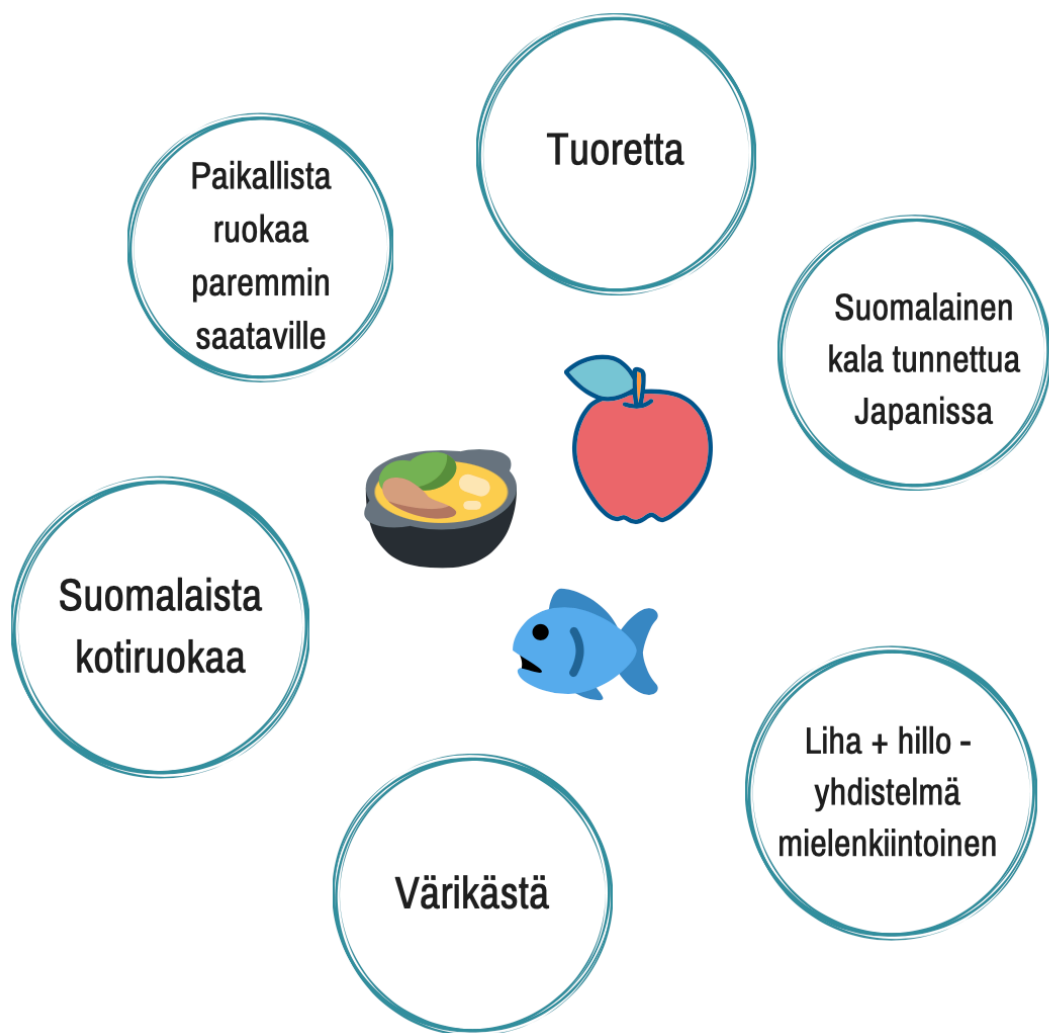 Tuoretta
Paikallista
ruokaa
paremmin
saataville
Suomalainen
kala tunnettua
Japanissa
Suomalaista
kotiruokaa
Liha + hillo -
yhdistelmä
mielenkiintoinen
Värikästä